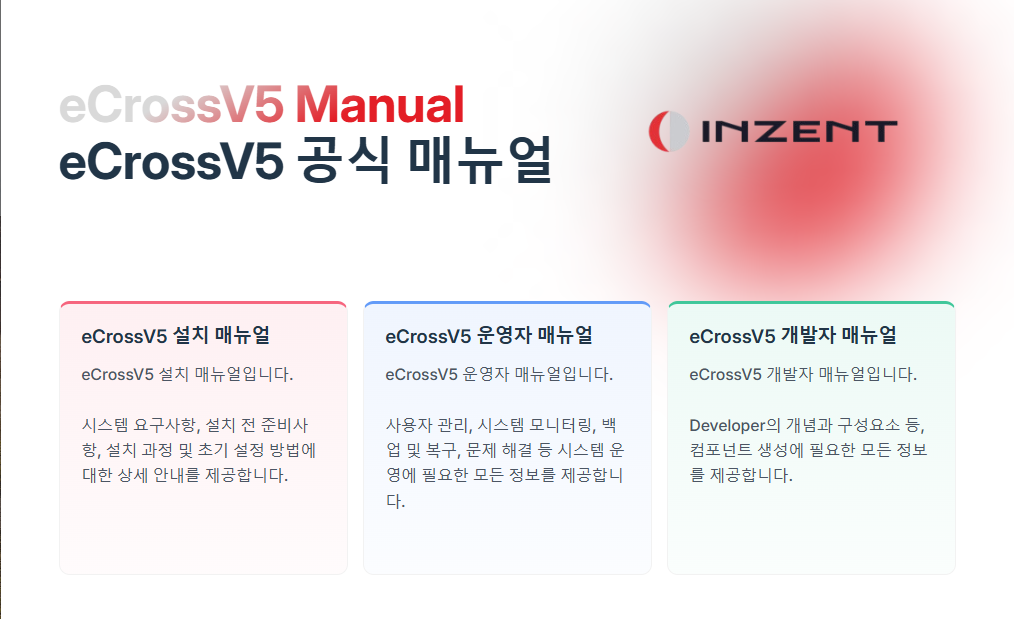 eCrossV5 Manual
eCrossV5 공식 매뉴얼
INZENT
eCrossV5 설치 매뉴얼
eCrossV5 설치 매뉴얼입니다.
시스템 요구사항, 설치 전 준비사
항, 설치 과정 및 초기 설정 방법에
대한 상세 안내를 제공합니다.
eCrossV5 운영자 매뉴얼
eCrossV5 운영자 매뉴얼입니다.
사용자 관리, 시스템 모니터링, 백
업 및 복구, 문제 해결 등 시스템 운
영에 필요한 모든 정보를 제공합니
다.
eCrossV5 개발자 매뉴얼
eCrossV5 개발자 매뉴얼입니다.
Developer의 개념과 구성요소 등,
컴포넌트 생성에 필요한 모든 정보
를 제공합니다.